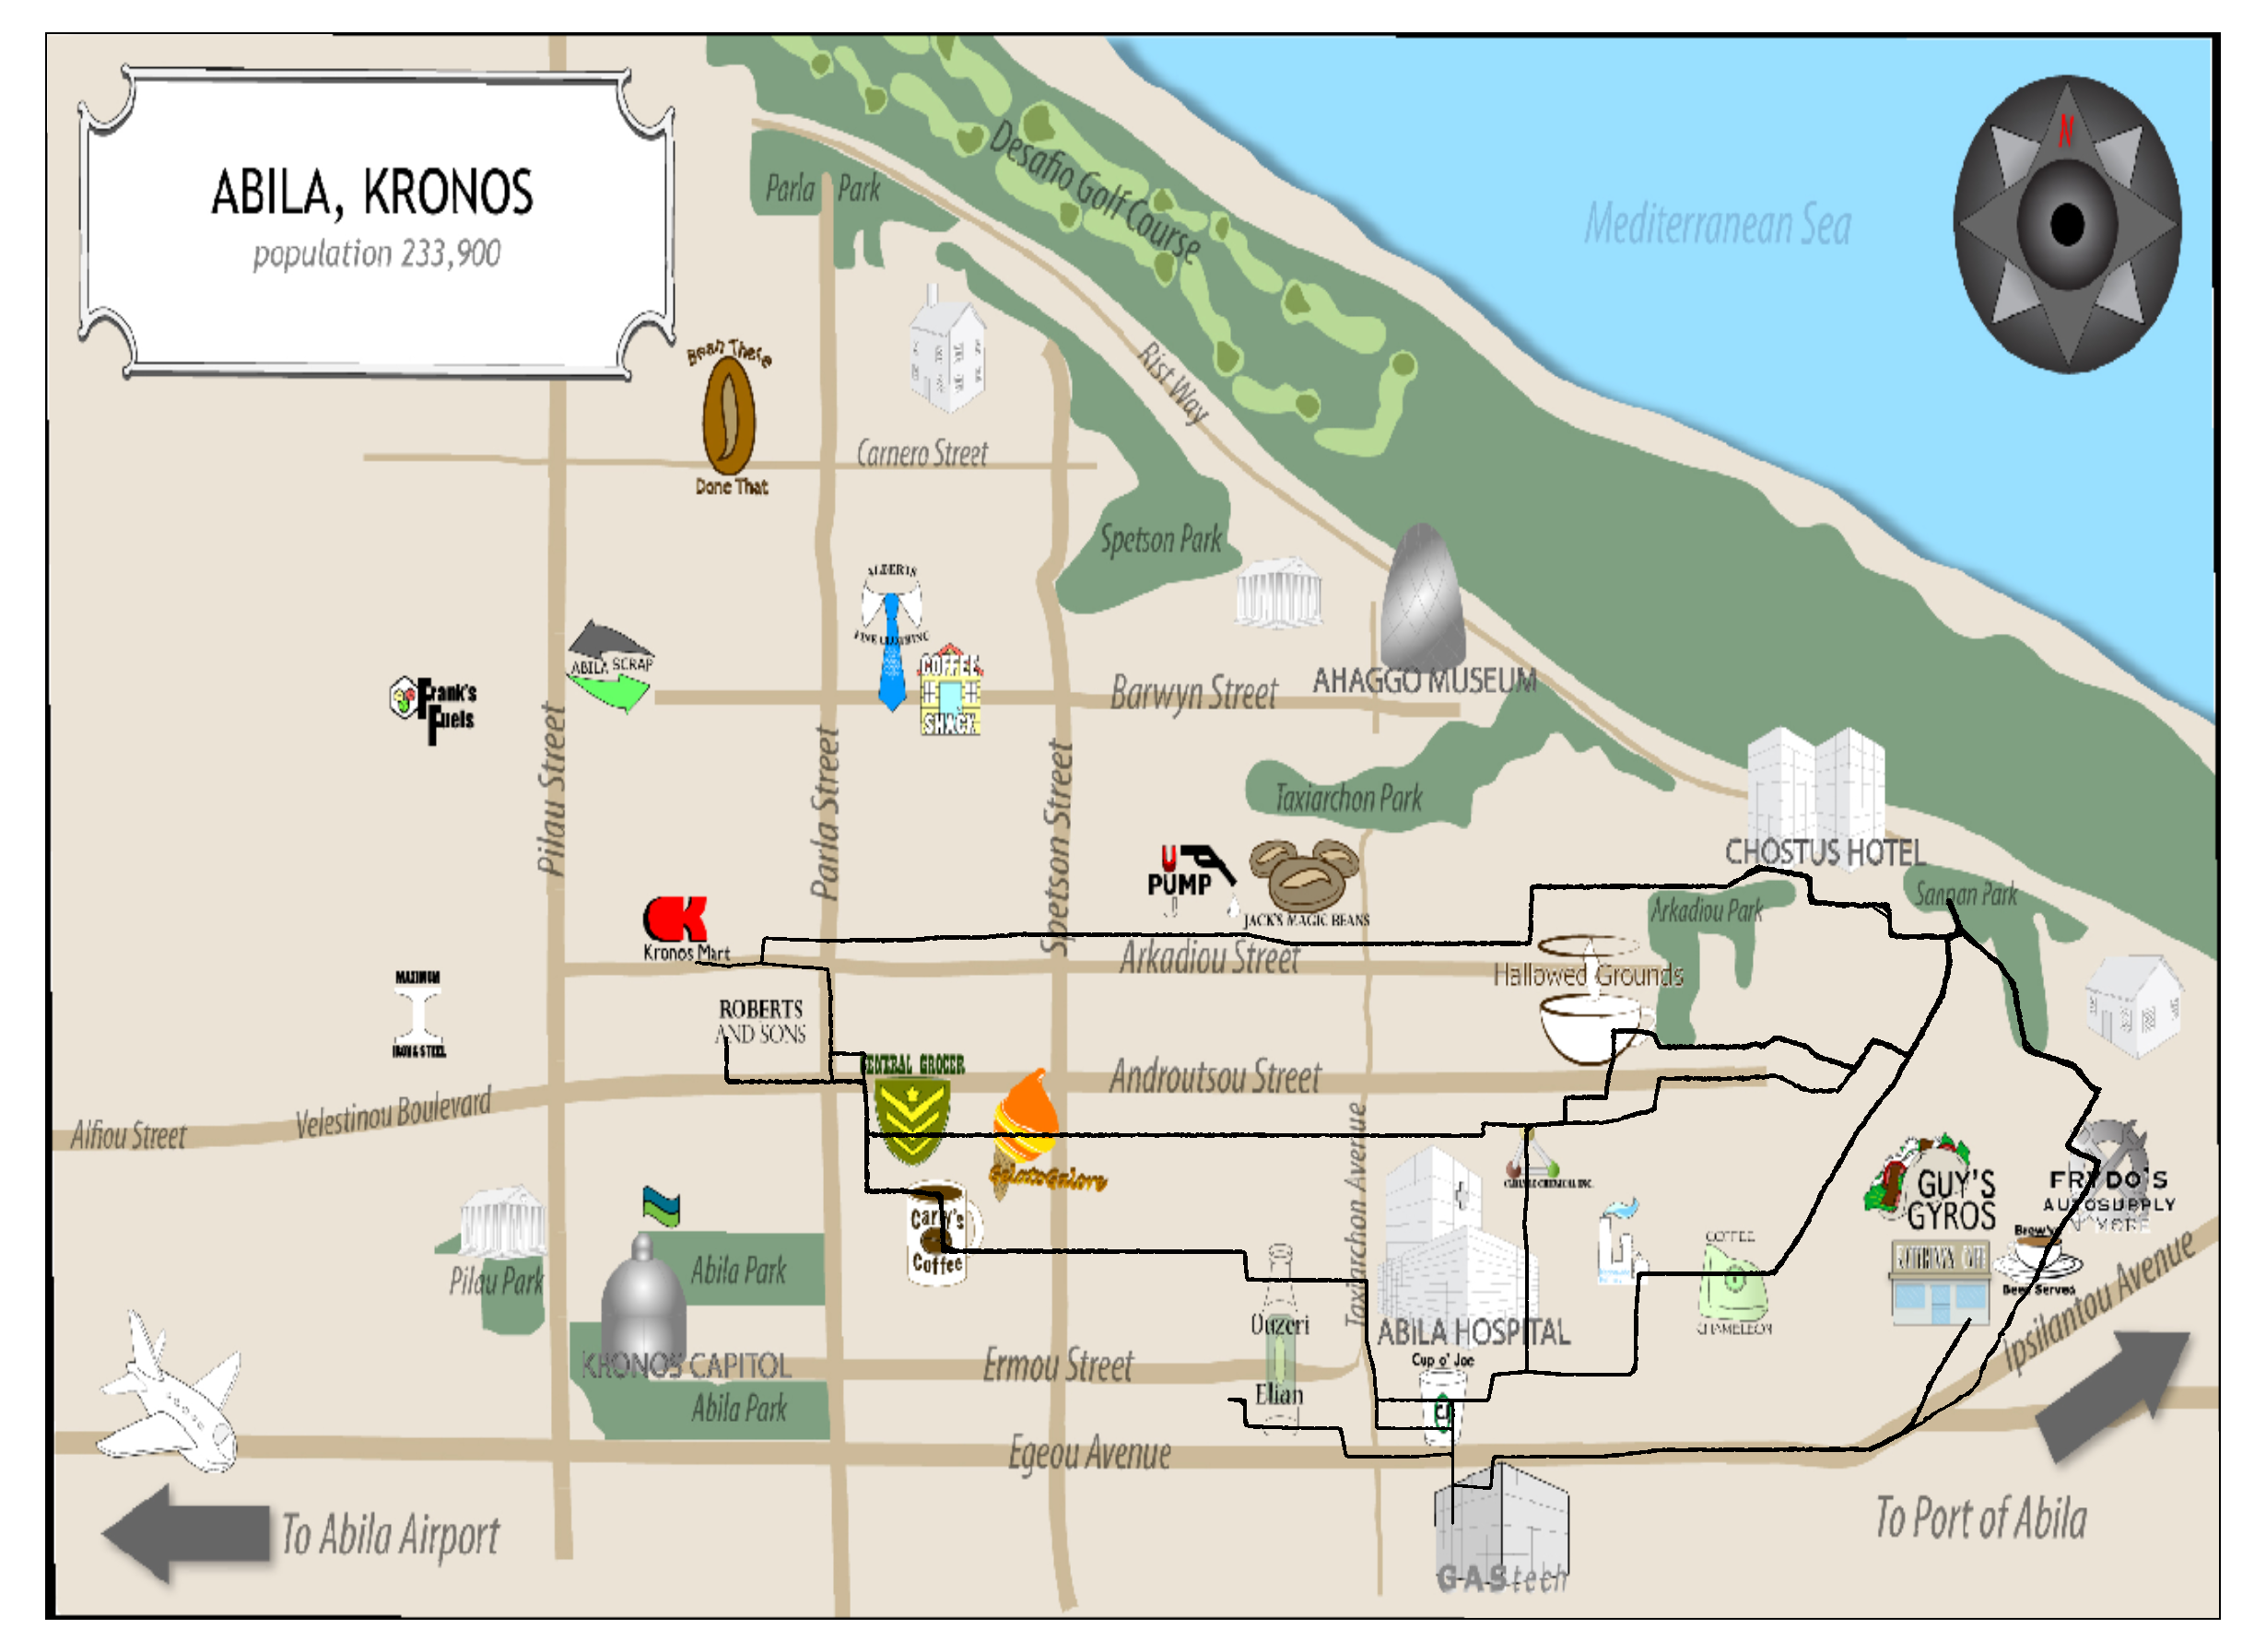 ABILA, KRONOS
population 233,900
N
Mediterranean Sea
Desafio Golf Course
Parla Park
Rist Way
Bean There
Done That
Carnero Street
Spetson Park
ALBERTS
FINE CLOTHING
ABILA SCRAP
COFFEE
SHACK
Frank's
Fuels
Barwyn Street
AHAGGO MUSEUM
Pilau Street
Parla Street
Spetson Street
Taxiarchon Park
CHOSTUS HOTEL
U
PUMP
JACK'S MAGIC BEANS
Arkadiou Park
Sannan Park
Kronos Mart
Arkadiou Street
Hallowed Grounds
MAXIMUM
IRON & STEEL
ROBERTS
AND SONS
GENERAL GROCER
Androutsou Street
Velestinou Boulevard
Alfiou Street
Taxiarchon Avenue
GelatoGalore
GUY'S
GYROS
FRYDO'S
AUTOSUPPLY
N' MORE
Carly's
Coffee
Brew've
Been Served
COFFEE
CHAMELEON
Pilau Park
Abila Park
Ouzeri
Elian
ABILA HOSPITAL
Cup o' Joe
CJ
KRONOS CAPITOL
Ermou Street
Abila Park
Egeou Avenue
Ipsilantou Avenue
To Abila Airport
To Port of Abila
GAStech